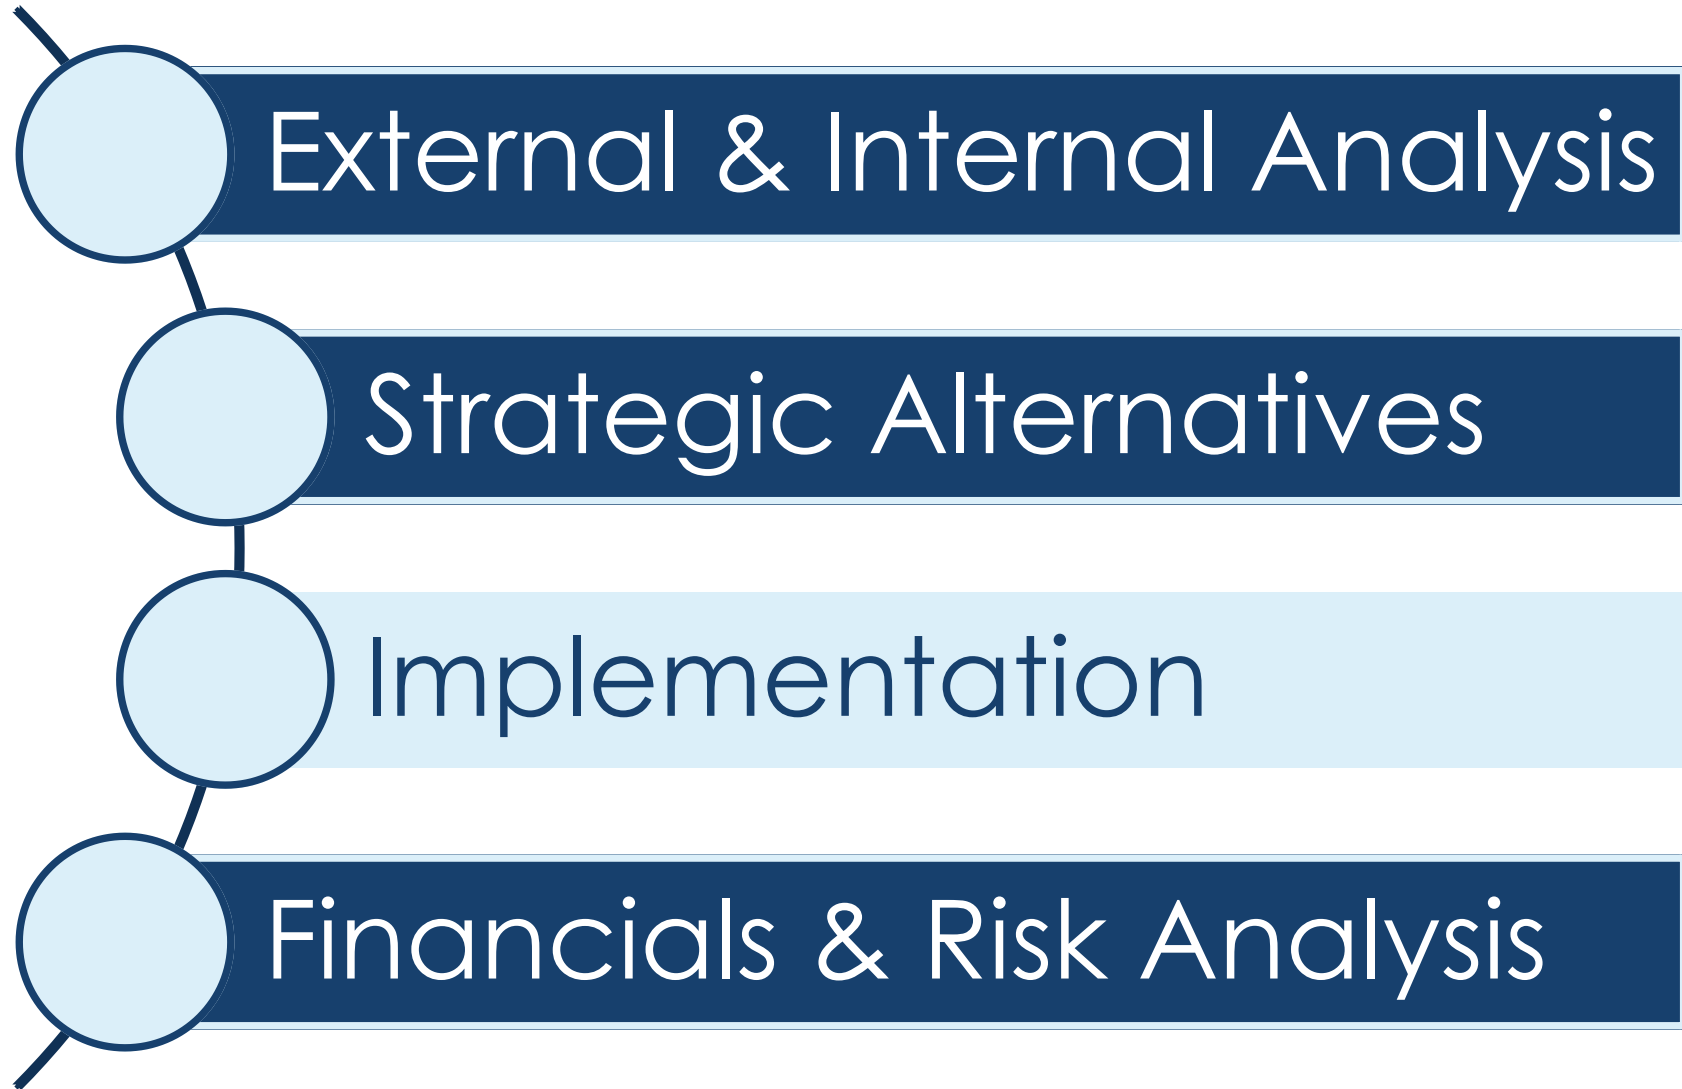 External & Internal Analysis
Strategic Alternatives
Implementation
Financials & Risk Analysis